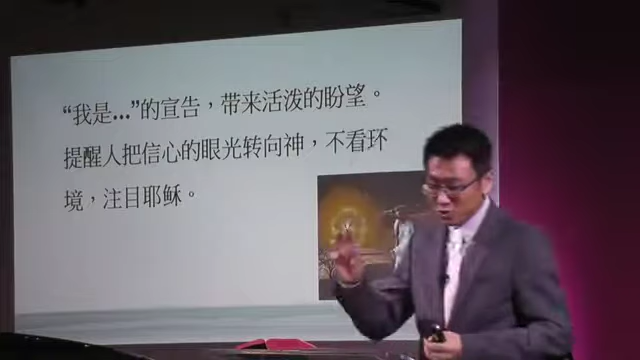 “我是...”的宣告，带来活泼的盼望。
提醒人把信心的眼光转向神，不看环
境，注目耶稣。